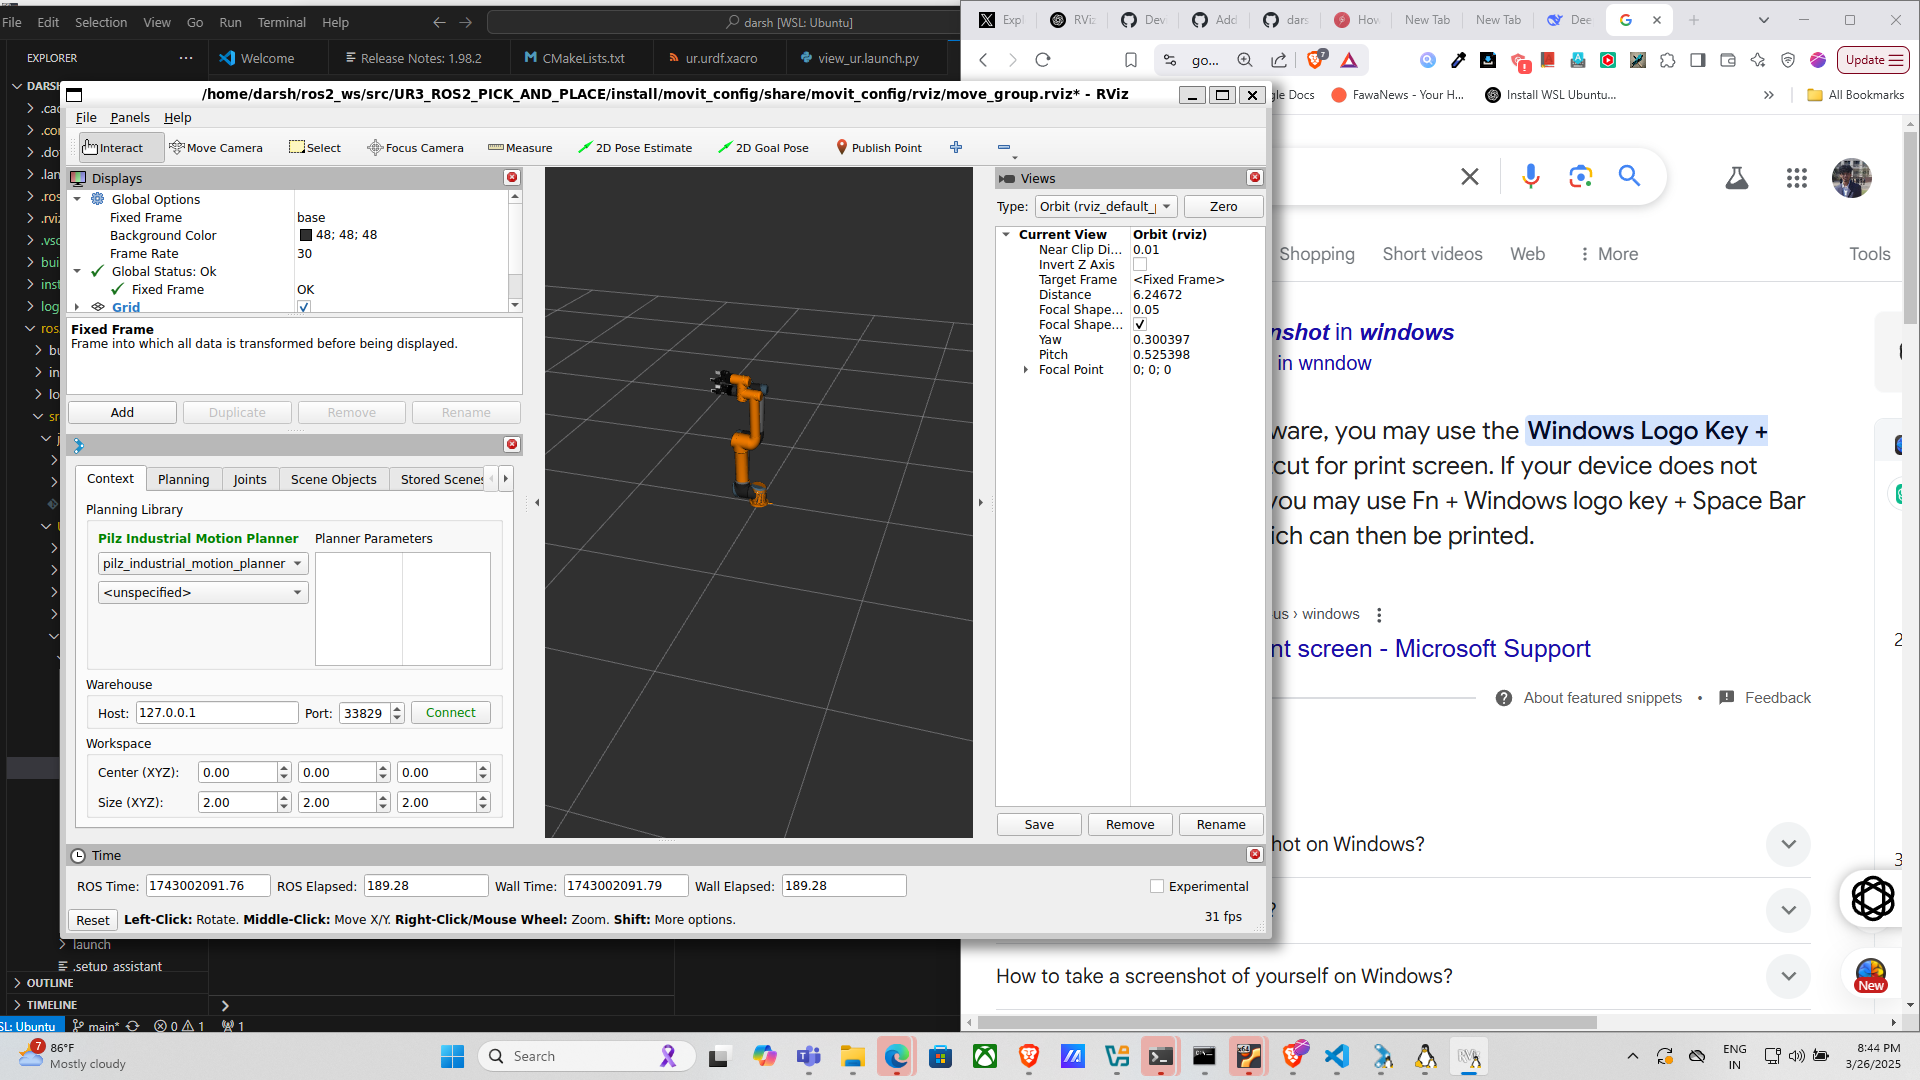 File Edit Selection View Go Run Terminal Help
darsh [WSL: Ubuntu]
EXPLORER
Welcome
Release Notes: 1.98.2
CMakeLists.txt
ur.urdf.xacro
view_ur.launch.py
New Tab
New Tab
go...
7
Update
Install WSL Ubuntu...
FawaNews - Your H...
gle Docs
»
All Bookmarks
/home/darsh/ros2_ws/src/UR3_ROS2_PICK_AND_PLACE/install/movit_config/share/movit_config/rviz/move_group.rviz* - RViz
File Panels Help
Interact Move Camera Select Focus Camera Measure 2D Pose Estimate 2D Goal Pose Publish Point
Displays
Global Options
Fixed Frame base
Background Color 48; 48; 48
Frame Rate 30
Global Status: Ok
Fixed Frame OK
Grid
Fixed Frame
Frame into which all data is transformed before being displayed.
Add Duplicate Remove Rename
Context Planning Joints Scene Objects Stored Scenes
Planning Library
Pilz Industrial Motion Planner Planner Parameters
pilz_industrial_motion_planner
<unspecified>
Warehouse
Host: 127.0.0.1 Port: 33829 Connect
Workspace
Center (XYZ): 0.00 0.00 0.00
Size (XYZ): 2.00 2.00 2.00
Views
Type: Orbit (rviz_default_ Zero
Current View Orbit (rviz)
Near Clip Di... 0.01
Invert Z Axis
Target Frame <Fixed Frame>
Distance 6.24672
Focal Shape... 0.05
Focal Shape...
Yaw 0.300397
Pitch 0.525398
Focal Point 0; 0; 0
Save Remove Rename
Time
ROS Time: 1743002091.76 ROS Elapsed: 189.28 Wall Time: 1743002091.79 Wall Elapsed: 189.28 Experimental
Reset Left-Click: Rotate. Middle-Click: Move X/Y. Right-Click/Mouse Wheel: Zoom. Shift: More options. 31 fps
launch
.setup_assistant
OUTLINE
TIMELINE
SL: Ubuntu main* 0 1 1
Shopping Short videos Web More Tools
nshot in windows
in wnndow
ware, you may use the Windows Logo Key +
cut for print screen. If your device does not
you may use Fn + Windows logo key + Space Bar
ich can then be printed.
-us › windows
nt screen - Microsoft Support
About featured snippets • Feedback
hot on Windows?
?
How to take a screenshot of yourself on Windows?
New
7
86°F
Mostly cloudy
Search
ENG
IN
8:44 PM
3/26/2025